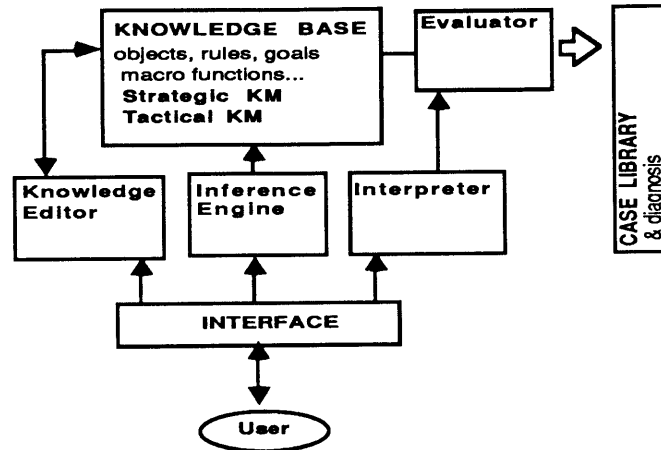 KNOWLEDGE BASE
objects, rules, goals
macro functions...
Strategic KM
Tactical KM
Evaluator
CASE LIBRARY
& diagnosis
Knowledge
Editor
Inference
Engine
Interpreter
INTERFACE
User